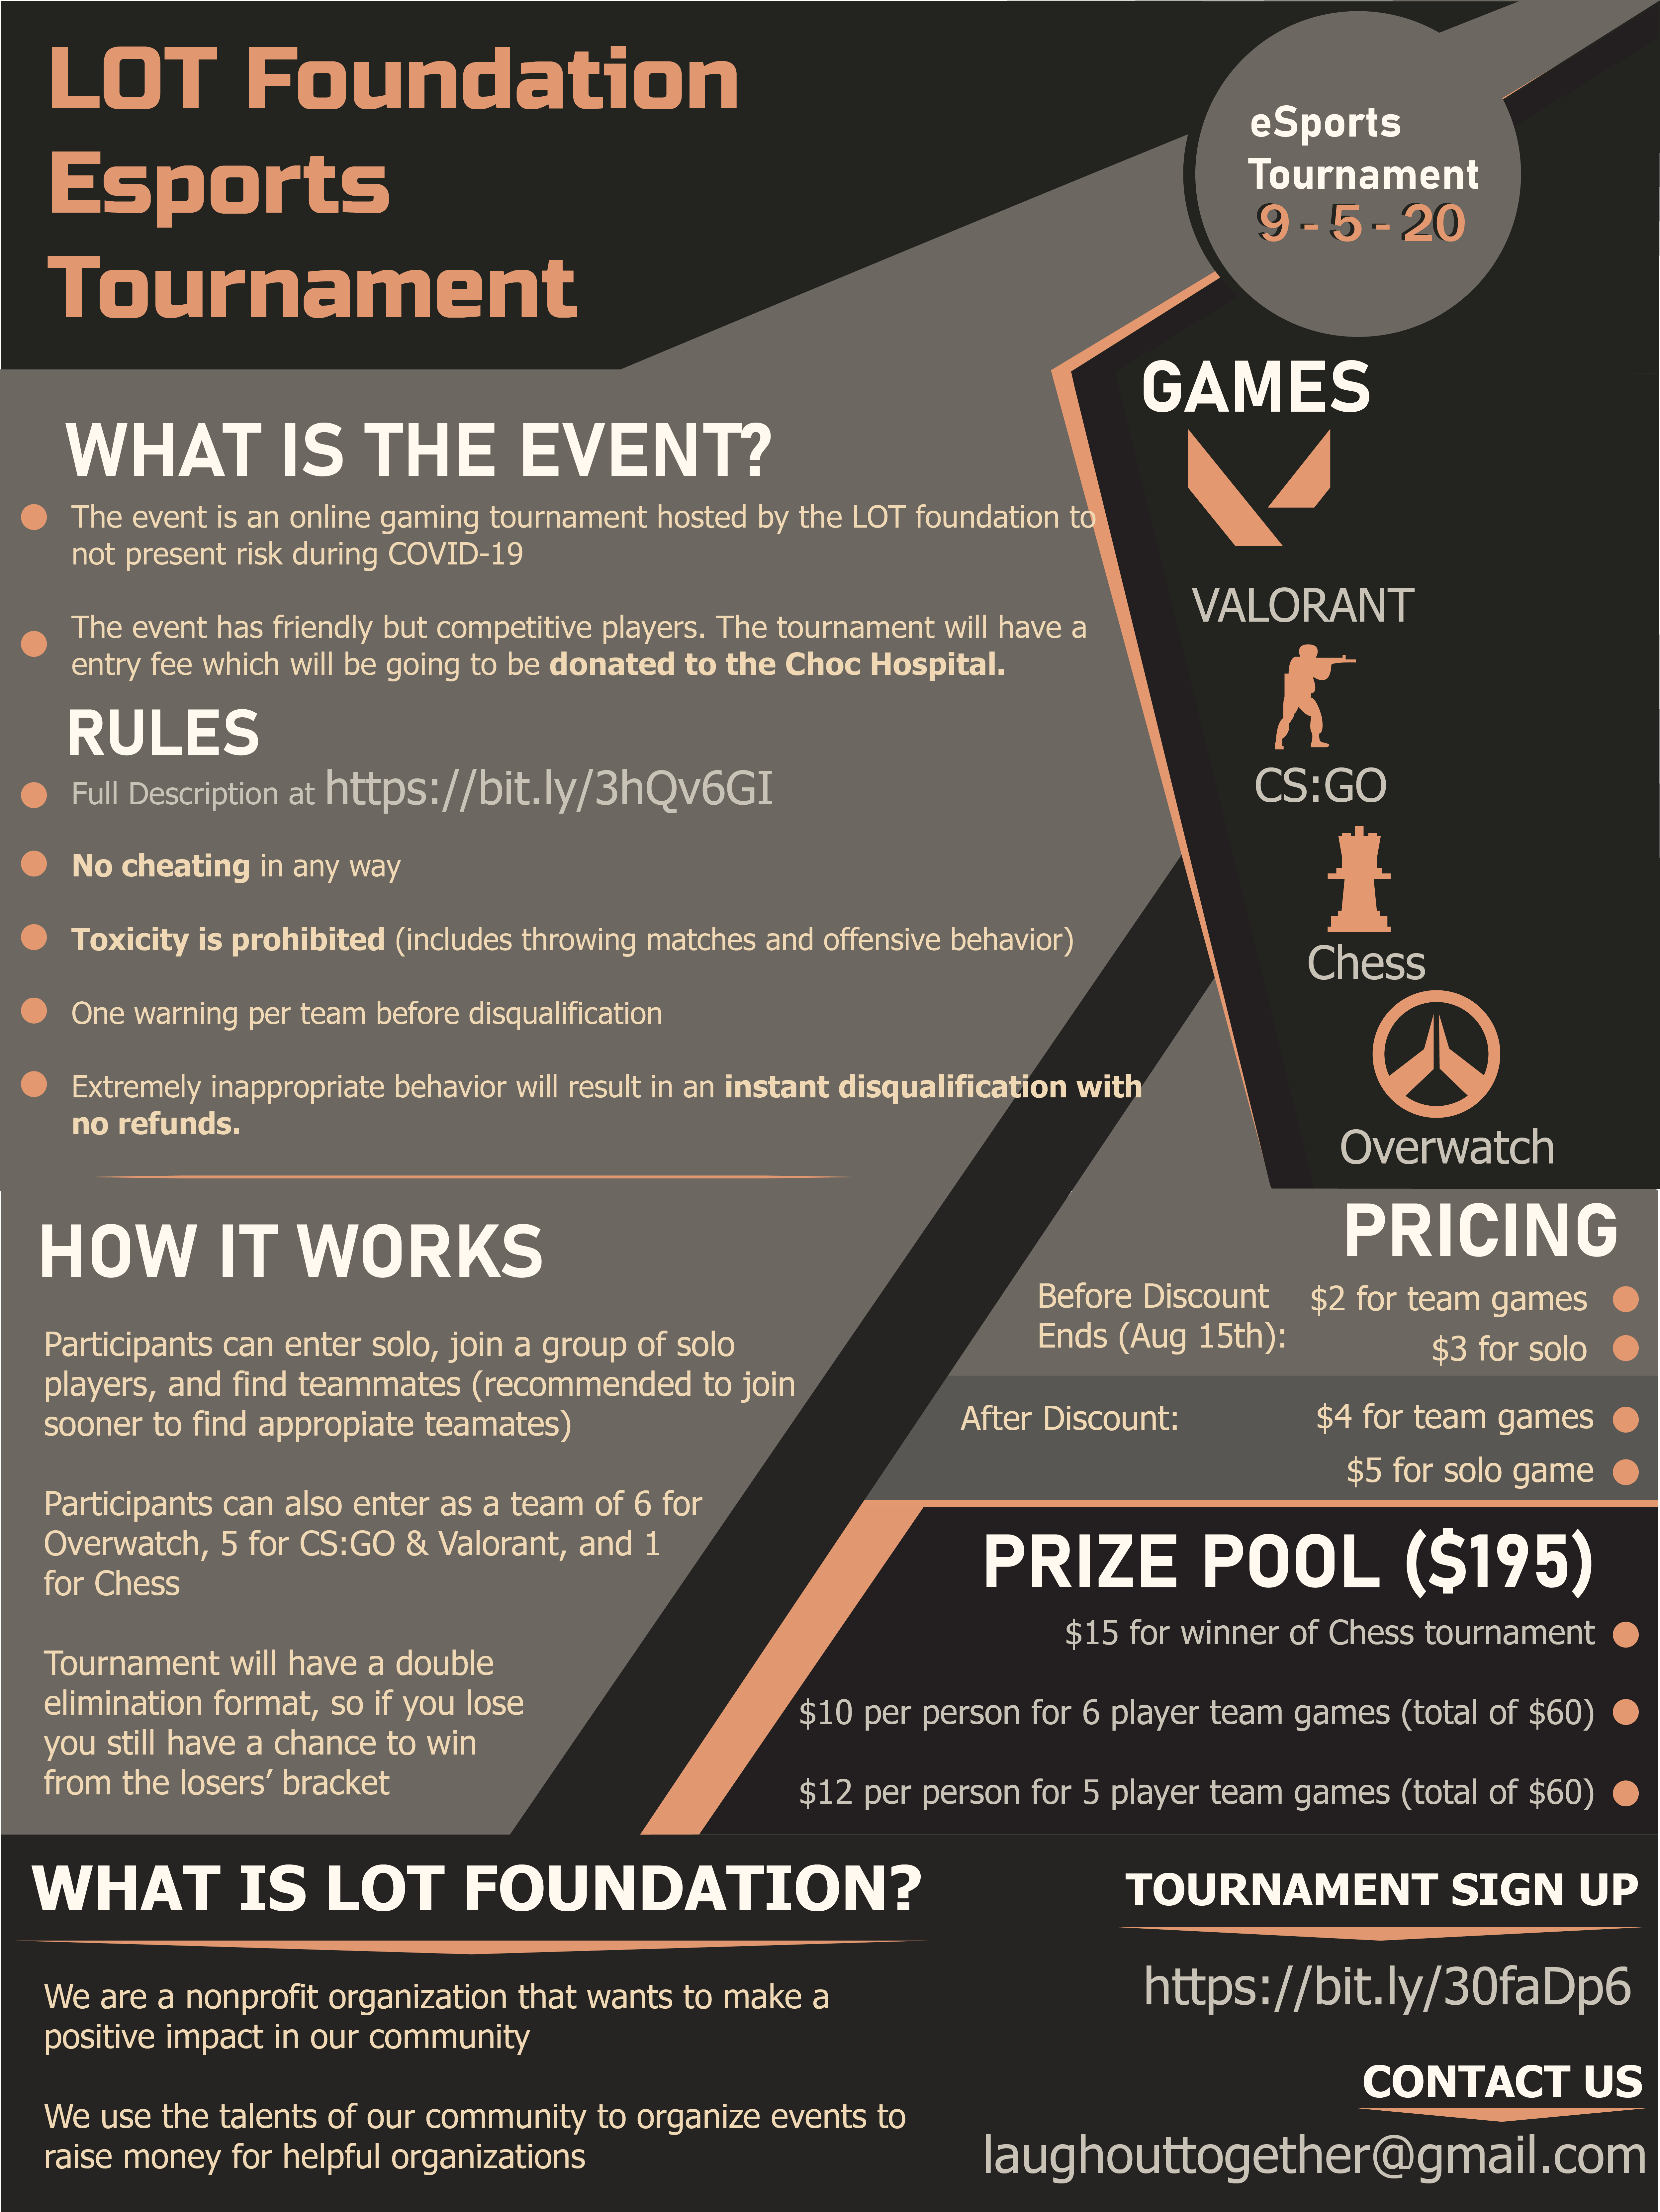 LOT Foundation
Esports
Tournament
eSports
Tournament
9 - 5 - 20
WHAT IS THE EVENT?
The event is an online gaming tournament hosted by the LOT foundation to
not present risk during COVID-19
The event has friendly but competitive players. The tournament will have a
entry fee which will be going to be donated to the Choc Hospital.
RULES
Full Description at https://bit.ly/3hQv6GI
No cheating in any way
Toxicity is prohibited (includes throwing matches and offensive behavior)
One warning per team before disqualification
Extremely inappropriate behavior will result in an instant disqualification with
no refunds.
GAMES
VALORANT
CS:GO
Chess
Overwatch
HOW IT WORKS
Participants can enter solo, join a group of solo
players, and find teammates (recommended to join
sooner to find appropiate teamates)
Participants can also enter as a team of 6 for
Overwatch, 5 for CS:GO & Valorant, and 1
for Chess
Tournament will have a double
elimination format, so if you lose
you still have a chance to win
from the losers’ bracket
PRICING
Before Discount
Ends (Aug 15th):
$2 for team games
$3 for solo
After Discount:
$4 for team games
$5 for solo game
PRIZE POOL ($195)
$15 for winner of Chess tournament
$10 per person for 6 player team games (total of $60)
$12 per person for 5 player team games (total of $60)
WHAT IS LOT FOUNDATION?
We are a nonprofit organization that wants to make a
positive impact in our community
We use the talents of our community to organize events to
raise money for helpful organizations
TOURNAMENT SIGN UP
https://bit.ly/30faDp6
CONTACT US
laughouttogether@gmail.com